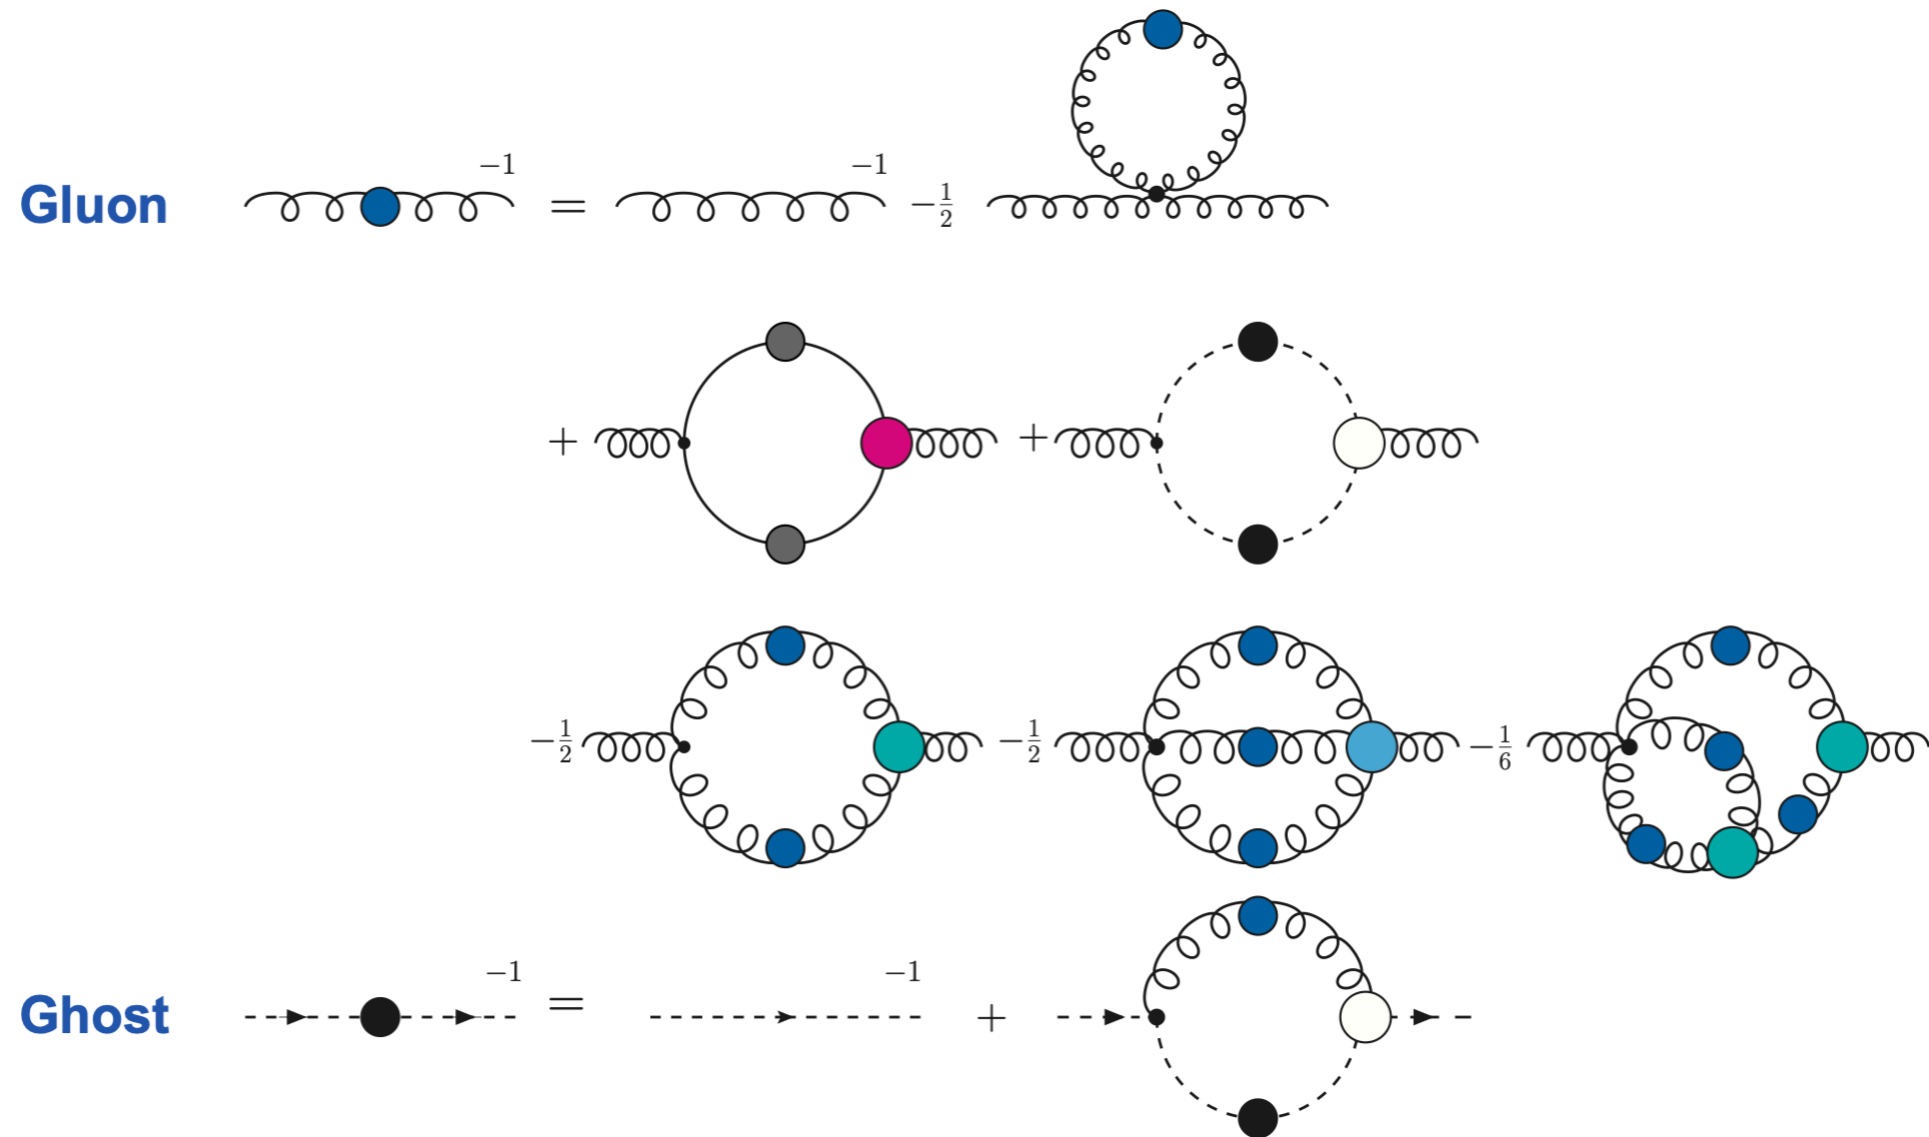 Gluon −1 = −1 −1/2
+ +
−1/2 −1/2 −1/6
Ghost −1 = −1 +